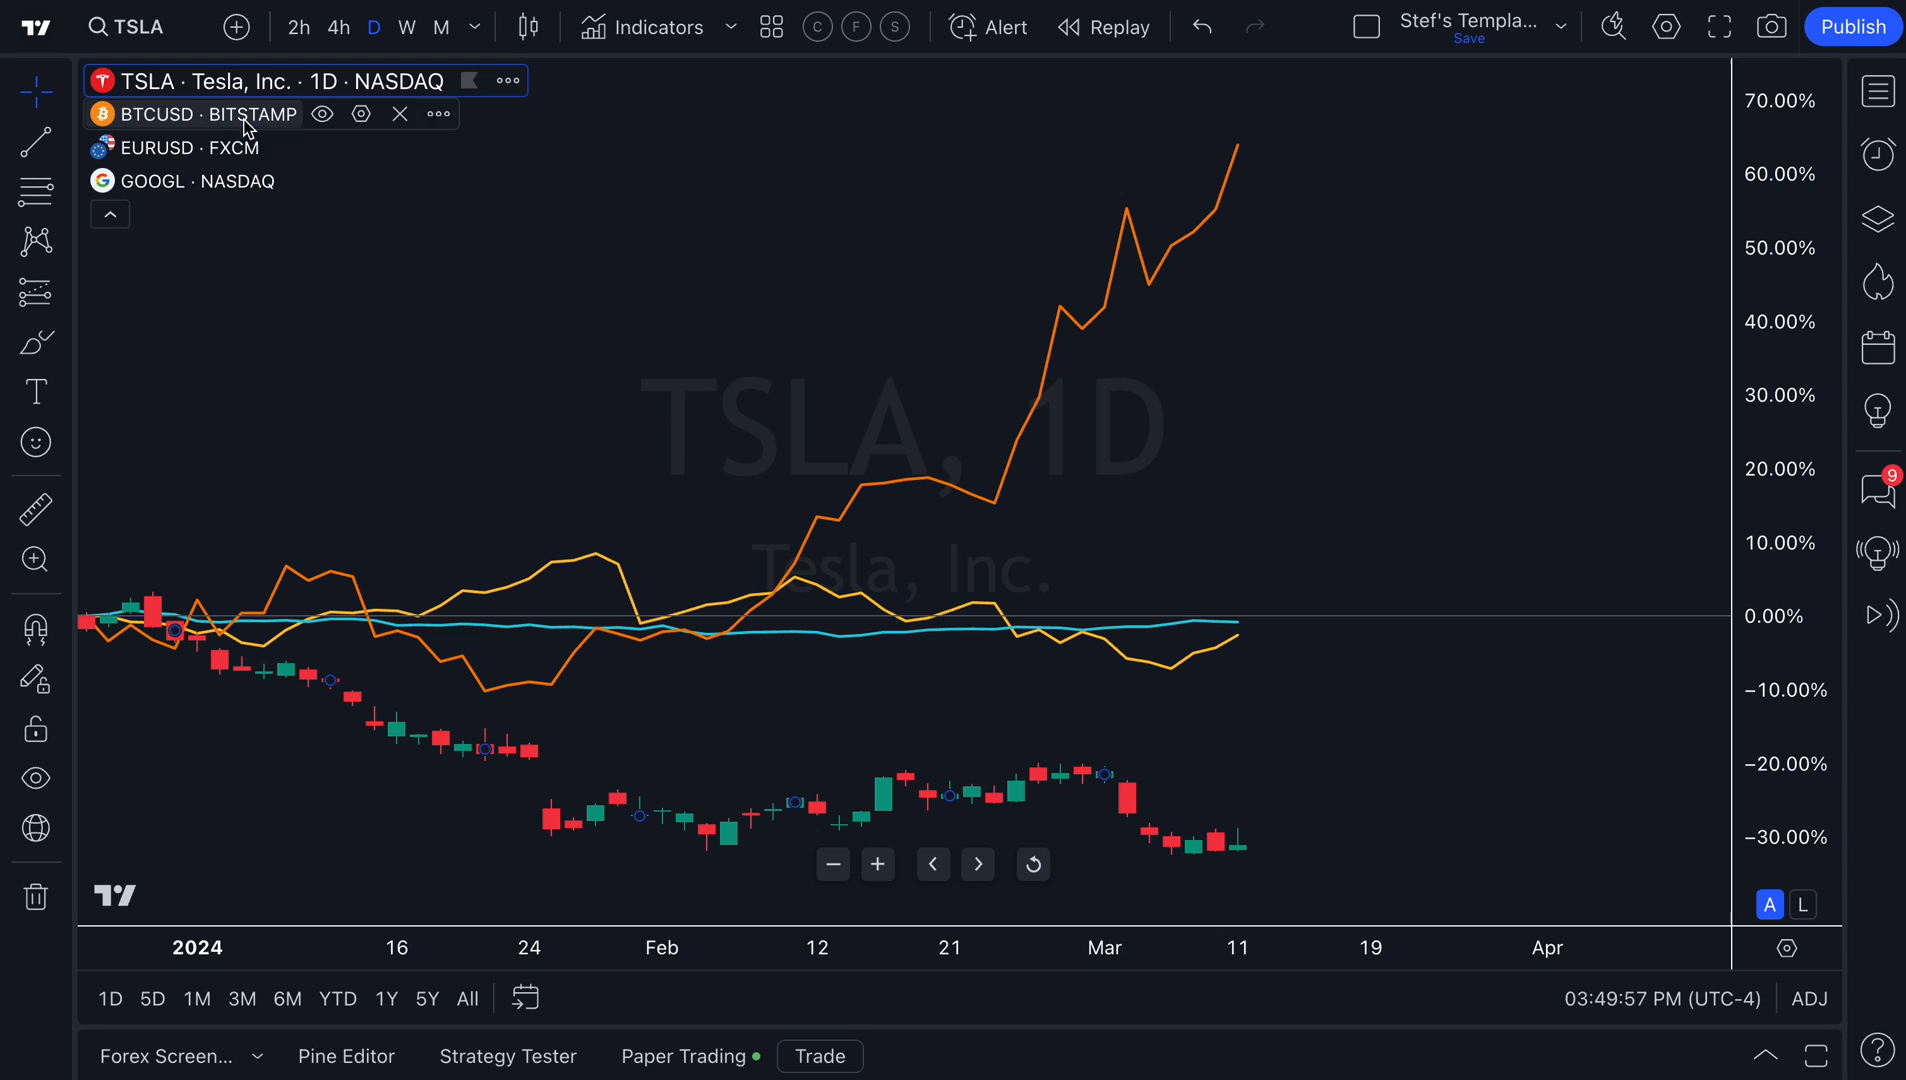 TSLA
2h 4h D W M
Indicators
C F S
Alert
Replay
Stef's Templa...
Save
Publish
TSLA · Tesla, Inc. · 1D · NASDAQ
BTCUSD · BITSTAMP
EURUSD · FXCM
GOOGL · NASDAQ
TSLA, 1D
Tesla, Inc.
70.00%
60.00%
50.00%
40.00%
30.00%
20.00%
10.00%
0.00%
−10.00%
−20.00%
−30.00%
9
A L
2024 16 24 Feb 12 21 Mar 11 19 Apr
1D 5D 1M 3M 6M YTD 1Y 5Y All
03:49:57 PM (UTC-4) ADJ
Forex Screen... Pine Editor Strategy Tester Paper Trading Trade